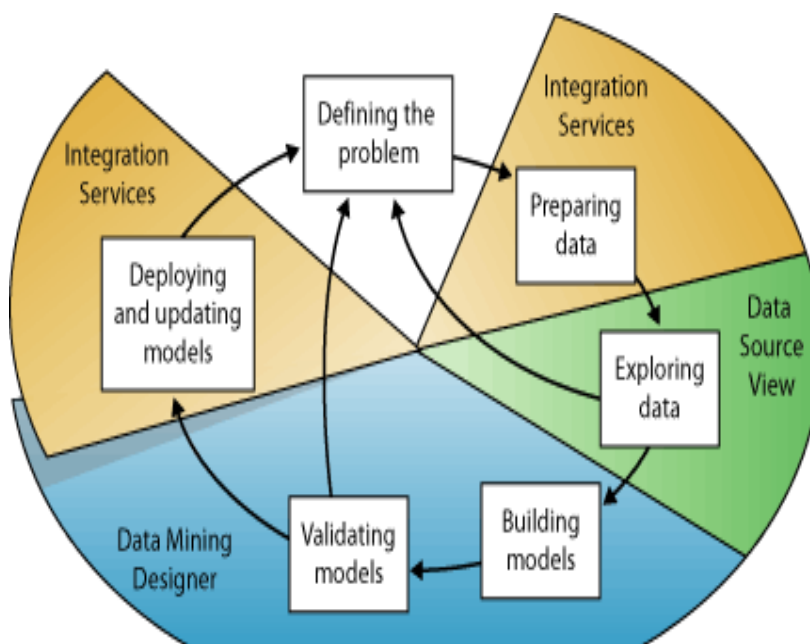 Defining the
problem
Integration
Services
Preparing
data
Data
Source
View
Exploring
data
Building
models
Validating
models
Data Mining
Designer
Deploying
and updating
models
Integration
Services